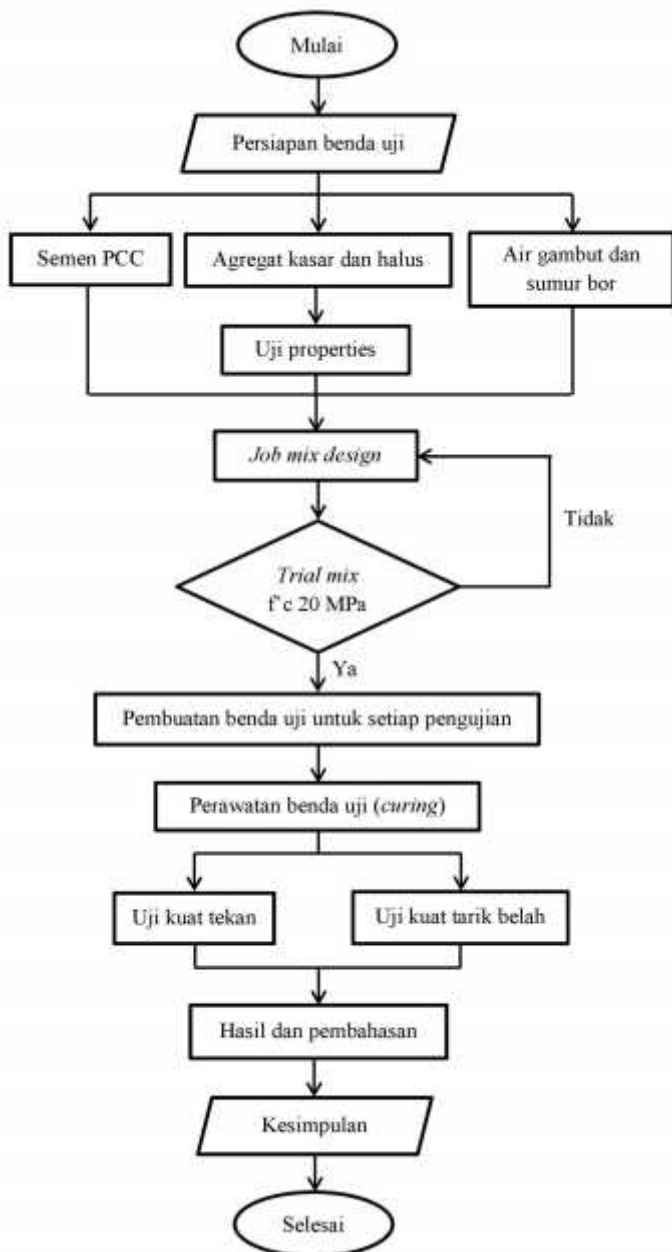 Mulai
Persiapan benda uji
Semen PCC
Agregat kasar dan halus
Air gambut dan
sumur bor
Uji properties
Job mix design
Tidak
Trial mix
f'c 20 MPa
Ya
Pembuatan benda uji untuk setiap pengujian
Perawatan benda uji (curing)
Uji kuat tekan
Uji kuat tarik belah
Hasil dan pembahasan
Kesimpulan
Selesai